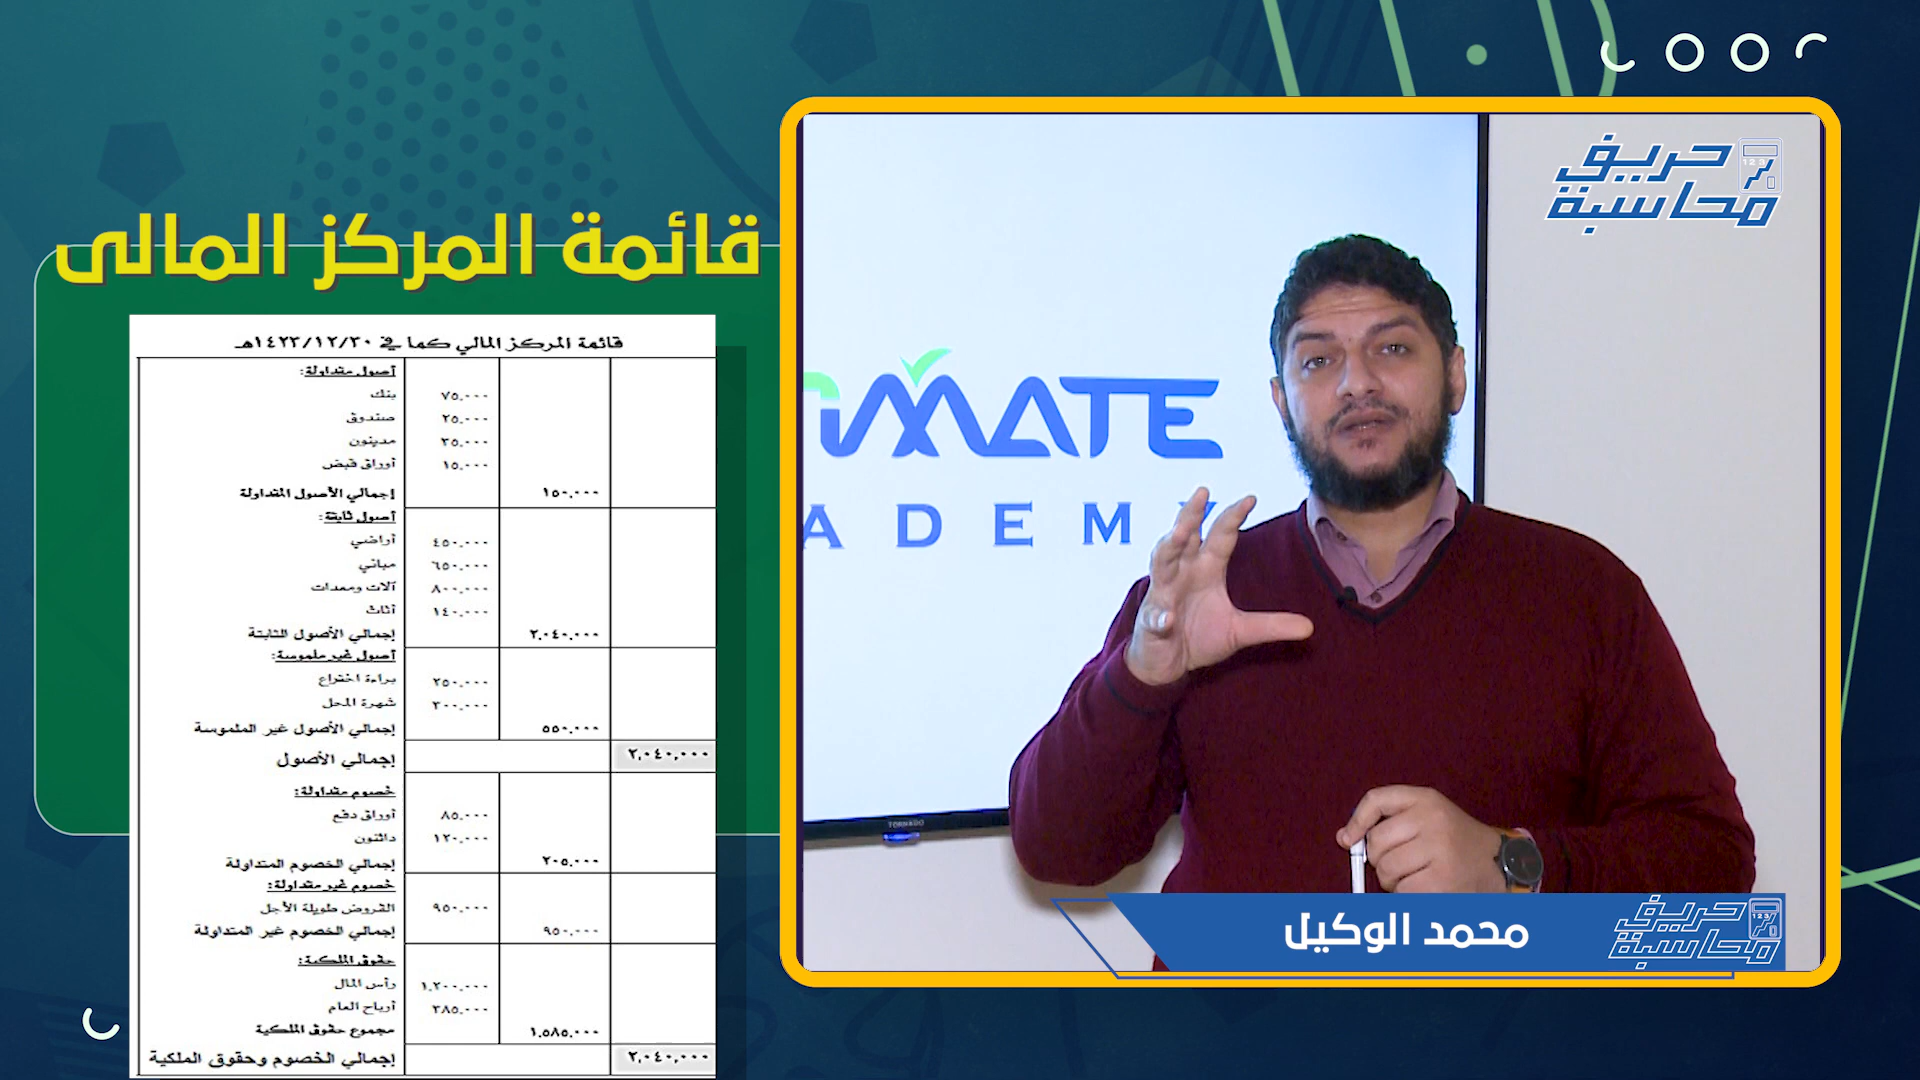 قائمة المركز المالى
قائمة المركز المالي كما في ١٤٢٣/١٢/٣٠هـ
أصول متداولة:
بنك ٧٥.٠٠٠
صندوق ٢٥.٠٠٠
مدينون ٣٥.٠٠٠
أوراق قبض ١٥.٠٠٠
إجمالي الأصول المتداولة ١٥٠.٠٠٠
أصول ثابتة:
أراضي ٤٥٠.٠٠٠
مباني ٦٥٠.٠٠٠
آلات ومعدات ٨٠٠.٠٠٠
أثاث ١٤٠.٠٠٠
إجمالي الأصول الثابتة ٢.٠٤٠.٠٠٠
أصول غير ملموسة:
براءة اختراع ٢٥٠.٠٠٠
شهرة المحل ٣٠٠.٠٠٠
إجمالي الأصول غير الملموسة ٥٥٠.٠٠٠
إجمالي الأصول ٢,٠٤٠,٠٠٠
خصوم متداولة:
أوراق دفع ٨٥.٠٠٠
دائنون ١٢٠.٠٠٠
إجمالي الخصوم المتداولة ٢٠٥.٠٠٠
خصوم غير متداولة:
القروض طويلة الأجل ٩٥٠.٠٠٠
إجمالي الخصوم غير المتداولة ٩٥٠.٠٠٠
حقوق الملكية:
رأس المال ١.٢٠٠.٠٠٠
أرباح العام ٣٨٥.٠٠٠
مجموع حقوق الملكية ١.٥٨٥.٠٠٠
إجمالي الخصوم وحقوق الملكية ٢,٠٤٠,٠٠٠
حريف
محاسبة
123
MATE
ADEMY
TORNADO
محمد الوكيل
حريف
محاسبة
123